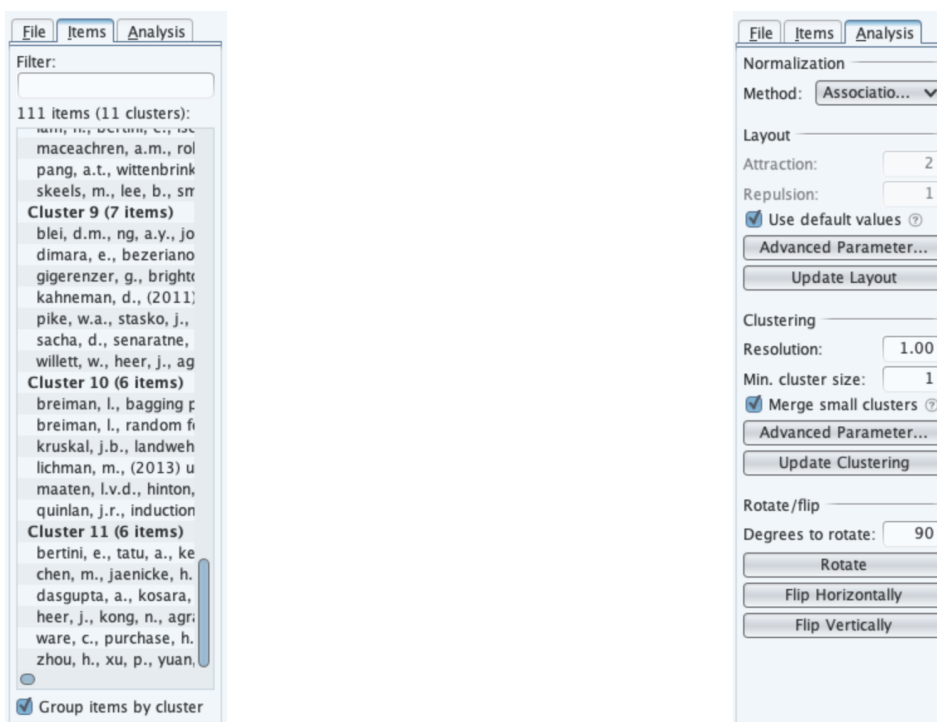 File Items Analysis
Filter:
111 items (11 clusters):
maceachren, a.m., rol
pang, a.t., wittenbrink
skeels, m., lee, b., sm
Cluster 9 (7 items)
blei, d.m., ng, a.y., jo
dimara, e., bezeriano
gigerenzer, g., brighto
kahneman, d., (2011)
pike, w.a., stasko, j.,
sacha, d., senaratne,
willett, w., heer, j., ag
Cluster 10 (6 items)
breiman, l., bagging p
breiman, l., random f
kruskal, j.b., landweh
lichman, m., (2013) u
maaten, l.v.d., hinton,
quinlan, j.r., induction
Cluster 11 (6 items)
bertini, e., tatu, a., ke
chen, m., jaenicke, h.
dasgupta, a., kosara,
heer, j., kong, n., agra
ware, c., purchase, h.
zhou, h., xu, p., yuan,
Group items by cluster
File Items Analysis
Normalization
Method: Associatio...
Layout
Attraction: 2
Repulsion: 1
Use default values ?
Advanced Parameter...
Update Layout
Clustering
Resolution: 1.00
Min. cluster size: 1
Merge small clusters ?
Advanced Parameter...
Update Clustering
Rotate/flip
Degrees to rotate: 90
Rotate
Flip Horizontally
Flip Vertically